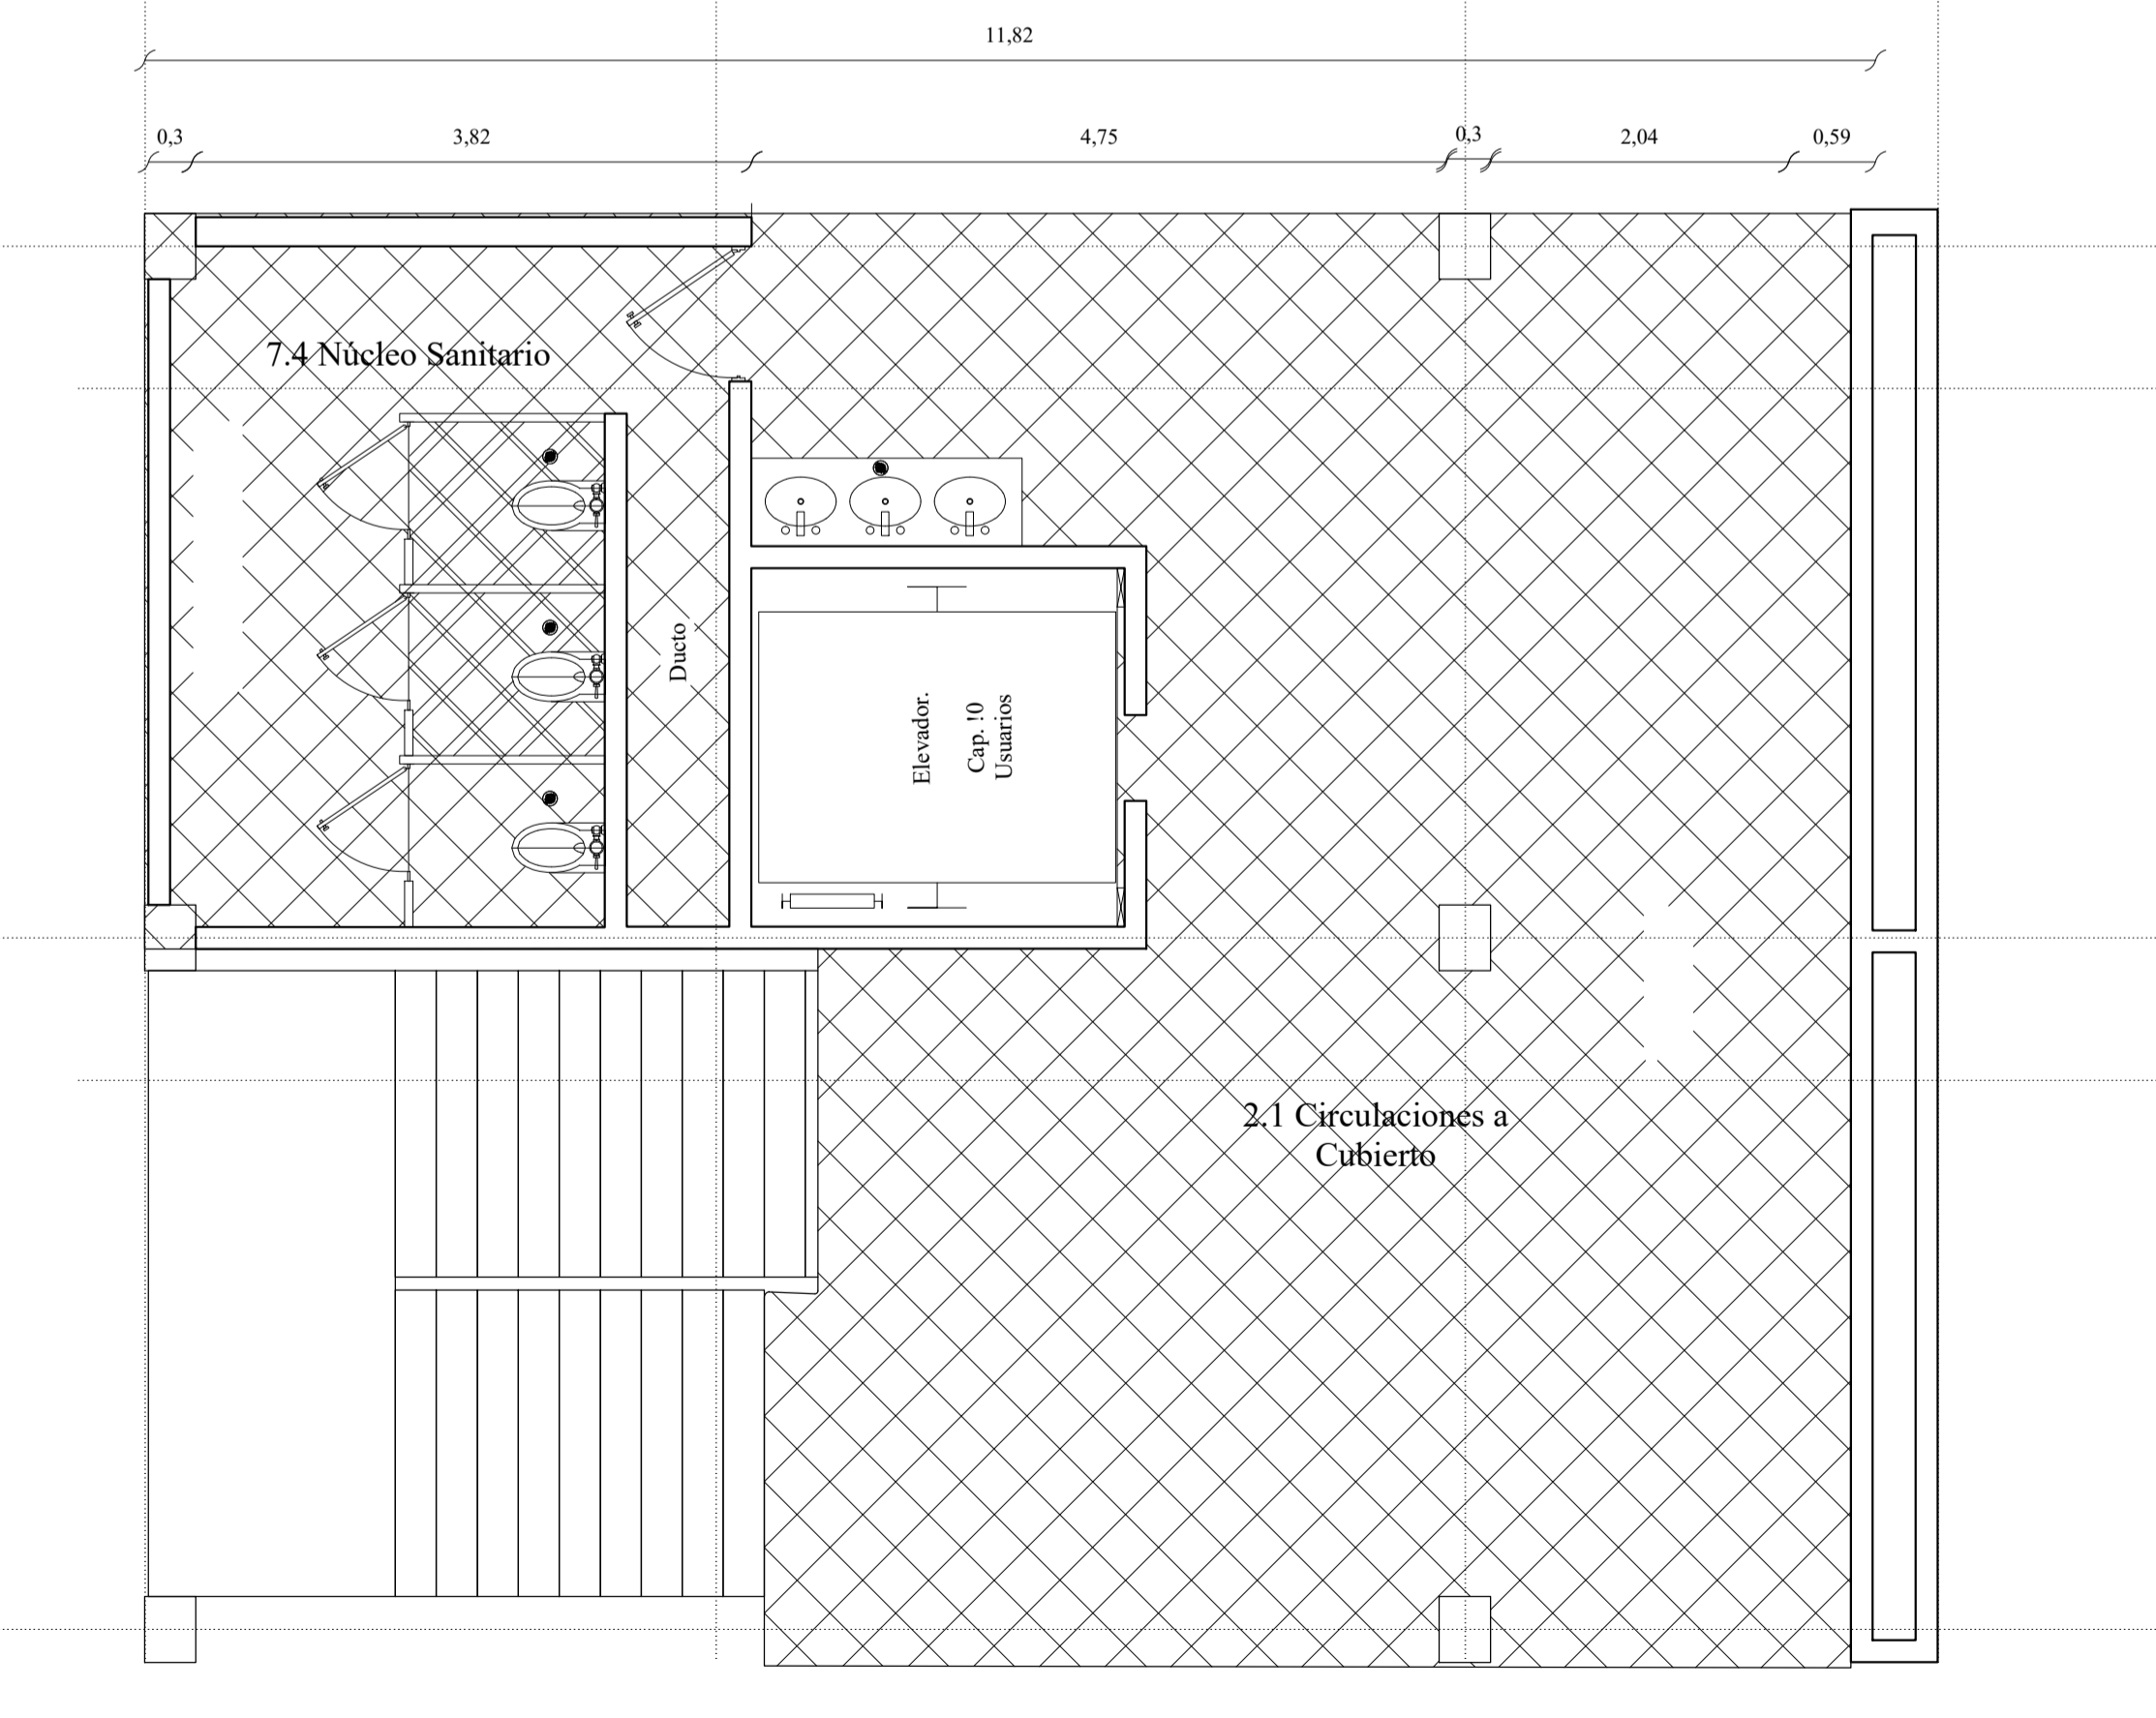 11,82
0,3
3,82
4,75
0,3
2,04
0,59
7.4 Núcleo Sanitario
Ducto
Elevador.
Cap. !0
Usuarios
2.1 Circulaciones a
Cubierto